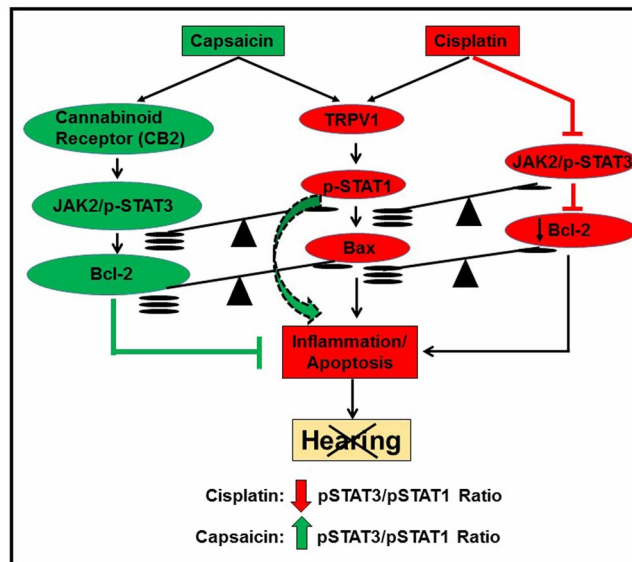 Capsaicin
Cisplatin
Cannabinoid
Receptor (CB2)
TRPV1
JAK2/p-STAT3
p-STAT1
JAK2/p-STAT3
Bcl-2
Bax
Bcl-2
Inflammation/
Apoptosis
Hearing
Cisplatin: pSTAT3/pSTAT1 Ratio
Capsaicin: pSTAT3/pSTAT1 Ratio